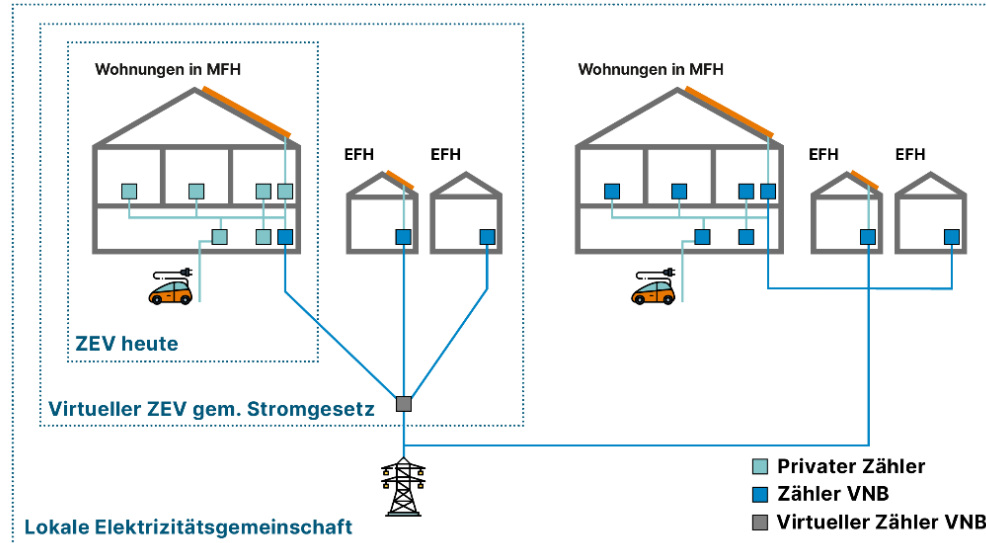 Wohnungen in MFH
EFH
EFH
ZEV heute
Virtueller ZEV gem. Stromgesetz
Wohnungen in MFH
EFH
EFH
Lokale Elektrizitätsgemeinschaft
Privater Zähler
Zähler VNB
Virtueller Zähler VNB